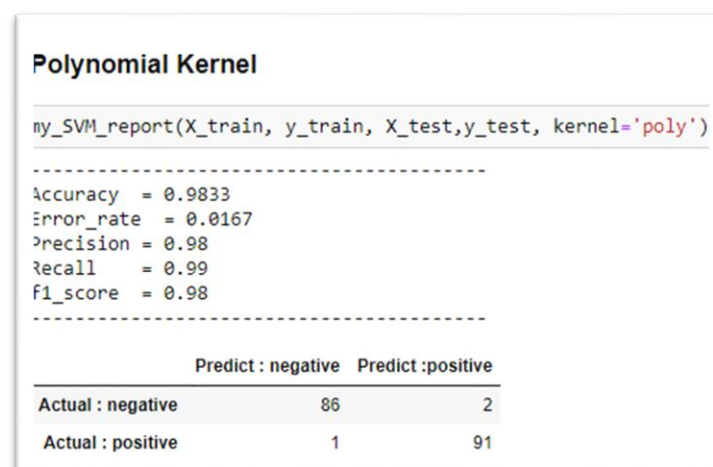 Polynomial Kernel
my_SVM_report(X_train, y_train, X_test,y_test, kernel='poly')
----------------------------------------
Accuracy = 0.9833
Error_rate = 0.0167
Precision = 0.98
Recall = 0.99
f1_score = 0.98
----------------------------------------
Predict : negative Predict :positive
Actual : negative 86 2
Actual : positive 1 91